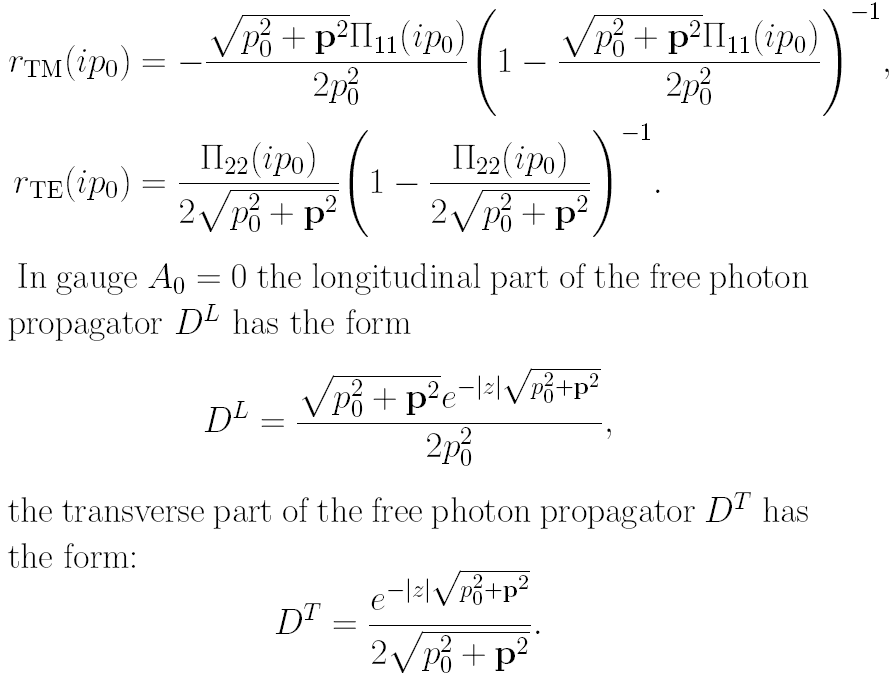 $r_{\mathrm{TM}}(ip_0) = -\frac{\sqrt{p_0^2 + \mathbf{p}^2}\Pi_{11}(ip_0)}{2p_0^2}\left(1 - \frac{\sqrt{p_0^2 + \mathbf{p}^2}\Pi_{11}(ip_0)}{2p_0^2}\right)^{-1},$
$r_{\mathrm{TE}}(ip_0) = \frac{\Pi_{22}(ip_0)}{2\sqrt{p_0^2 + \mathbf{p}^2}}\left(1 - \frac{\Pi_{22}(ip_0)}{2\sqrt{p_0^2 + \mathbf{p}^2}}\right)^{-1}.$
In gauge $A_0 = 0$ the longitudinal part of the free photon
propagator $D^L$ has the form
$D^L = \frac{\sqrt{p_0^2 + \mathbf{p}^2}e^{-|z|\sqrt{p_0^2+\mathbf{p}^2}}}{2p_0^2},$
the transverse part of the free photon propagator $D^T$ has
the form:
$D^T = \frac{e^{-|z|\sqrt{p_0^2+\mathbf{p}^2}}}{2\sqrt{p_0^2 + \mathbf{p}^2}}.$